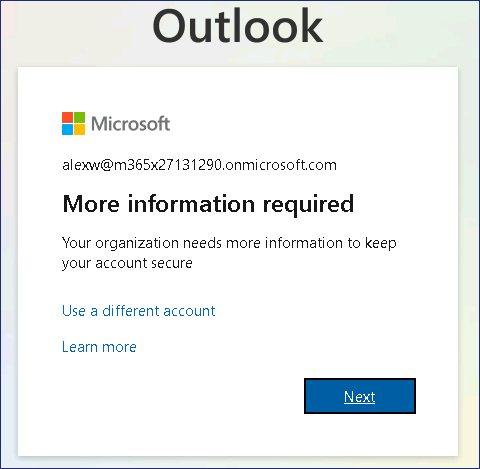 Outlook
Microsoft
alexw@m365x27131290.onmicrosoft.com
More information required
Your organization needs more information to keep
your account secure
Use a different account
Learn more
Next